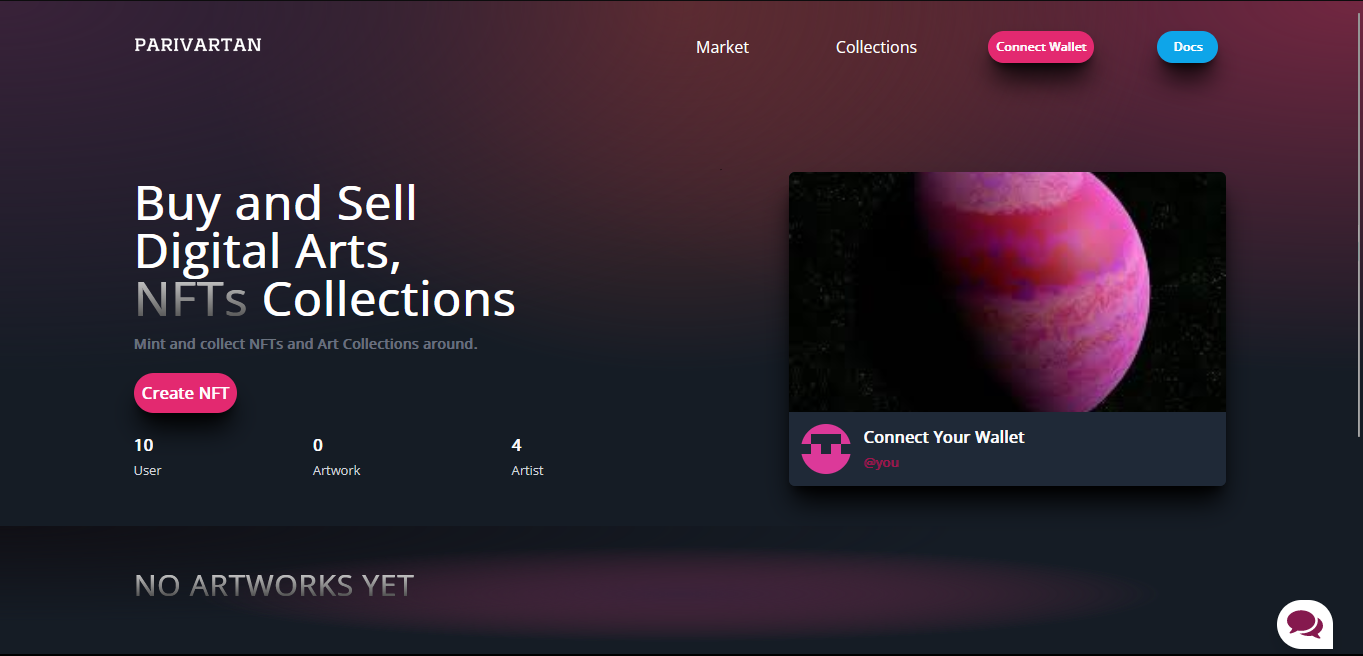 PARIVARTAN
Market
Collections
Connect Wallet
Docs
Buy and Sell
Digital Arts,
NFTs Collections
Mint and collect NFTs and Art Collections around.
Create NFT
10
0
4
User
Artwork
Artist
Connect Your Wallet
@you
NO ARTWORKS YET